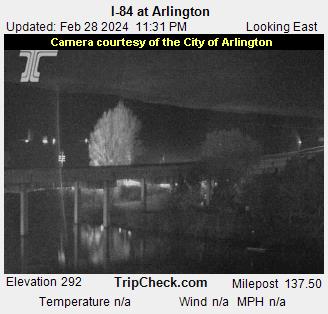 I-84 at Arlington
Updated: Feb 28 2024 11:31 PM Looking East
Camera courtesy of the City of Arlington
Elevation 292 TripCheck.com Milepost 137.50
Temperature n/a Wind n/a MPH n/a